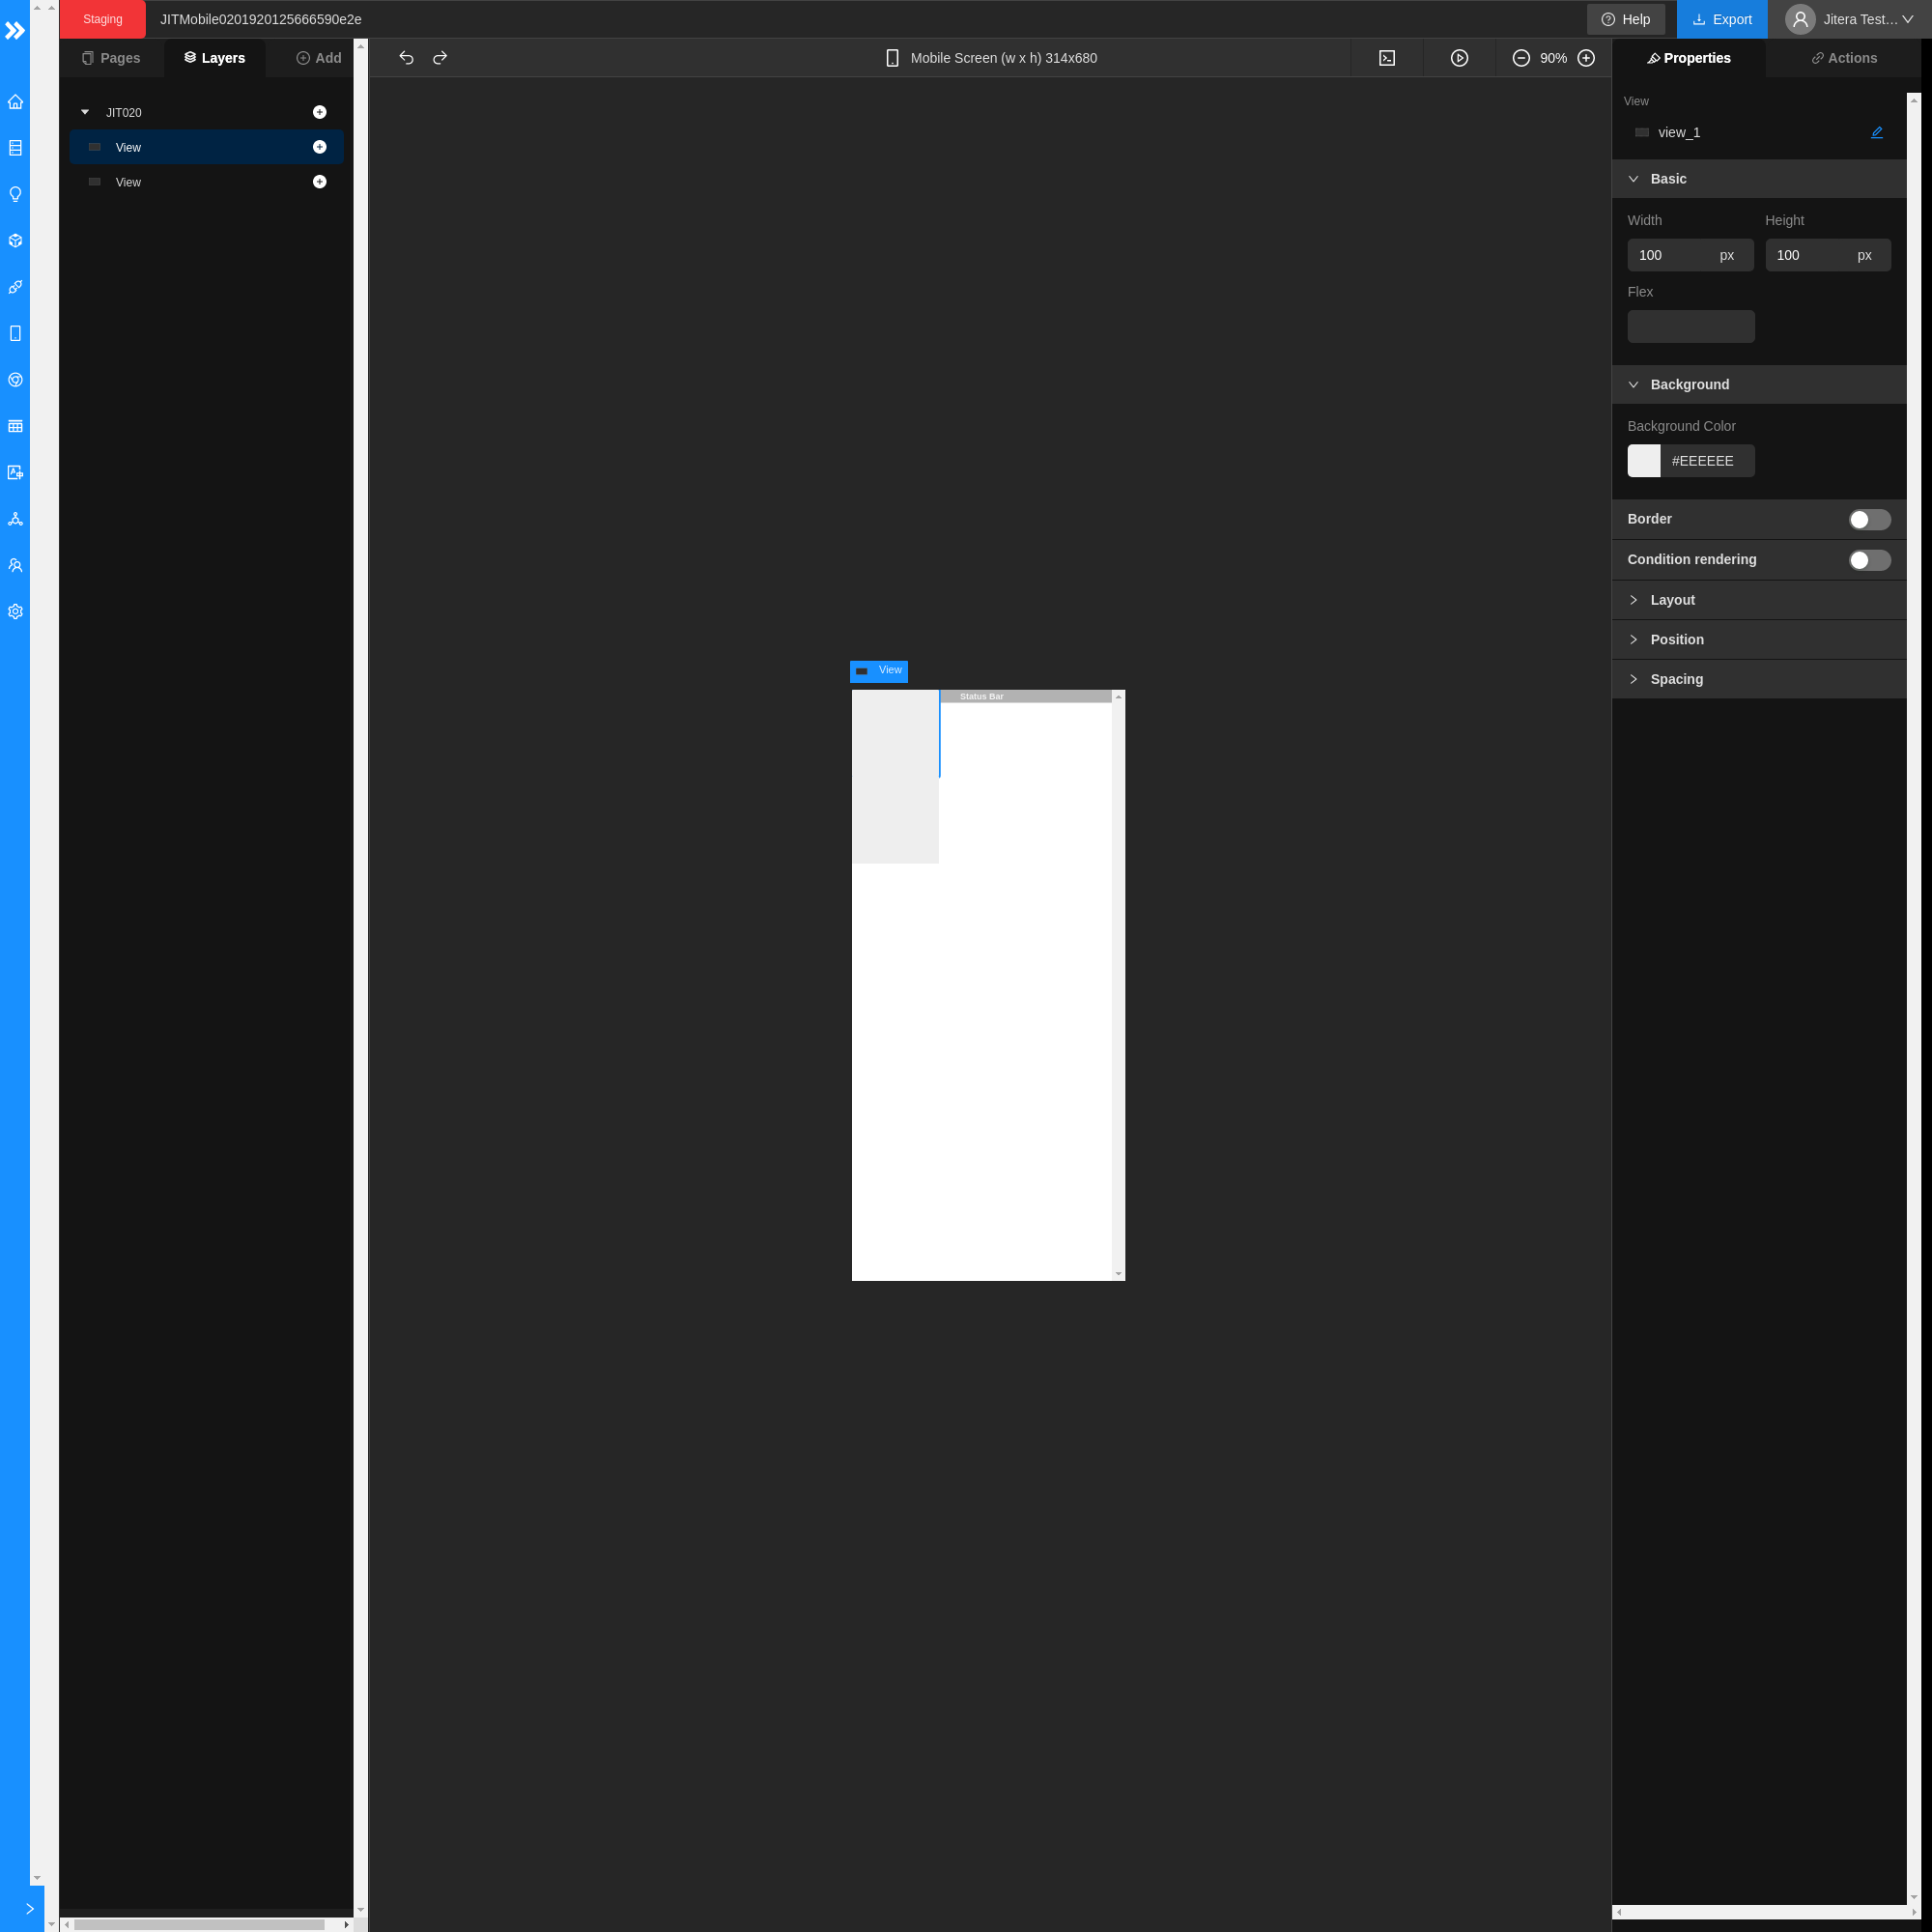 Staging
JITMobile0201920125666590e2e
Help
Export
Jitera Test...
Pages
Layers
Add
Mobile Screen (w x h) 314x680
90%
Properties
Actions
JIT020
View
View
View
view_1
Basic
Width
Height
100 px
100 px
Flex
Background
Background Color
#EEEEEE
Border
Condition rendering
Layout
Position
Spacing
View
Status Bar